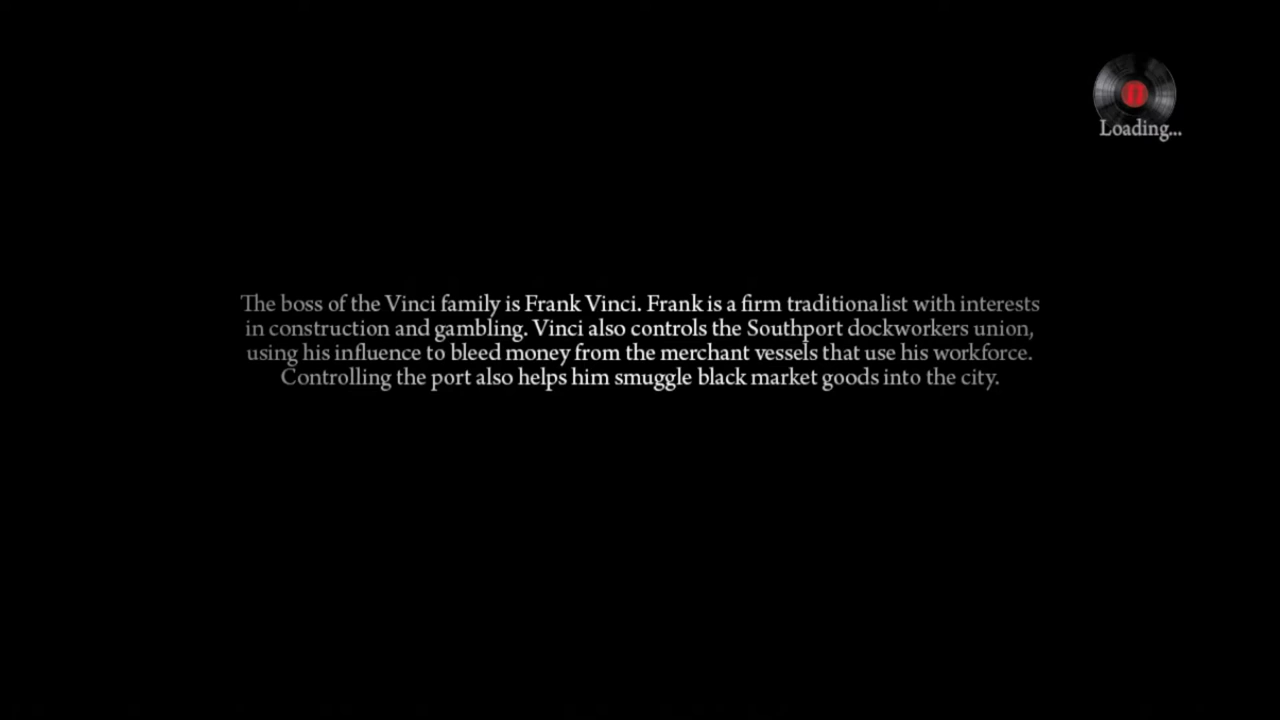 Loading...
The boss of the Vinci family is Frank Vinci. Frank is a firm traditionalist with interests
in construction and gambling. Vinci also controls the Southport dockworkers union,
using his influence to bleed money from the merchant vessels that use his workforce.
Controlling the port also helps him smuggle black market goods into the city.